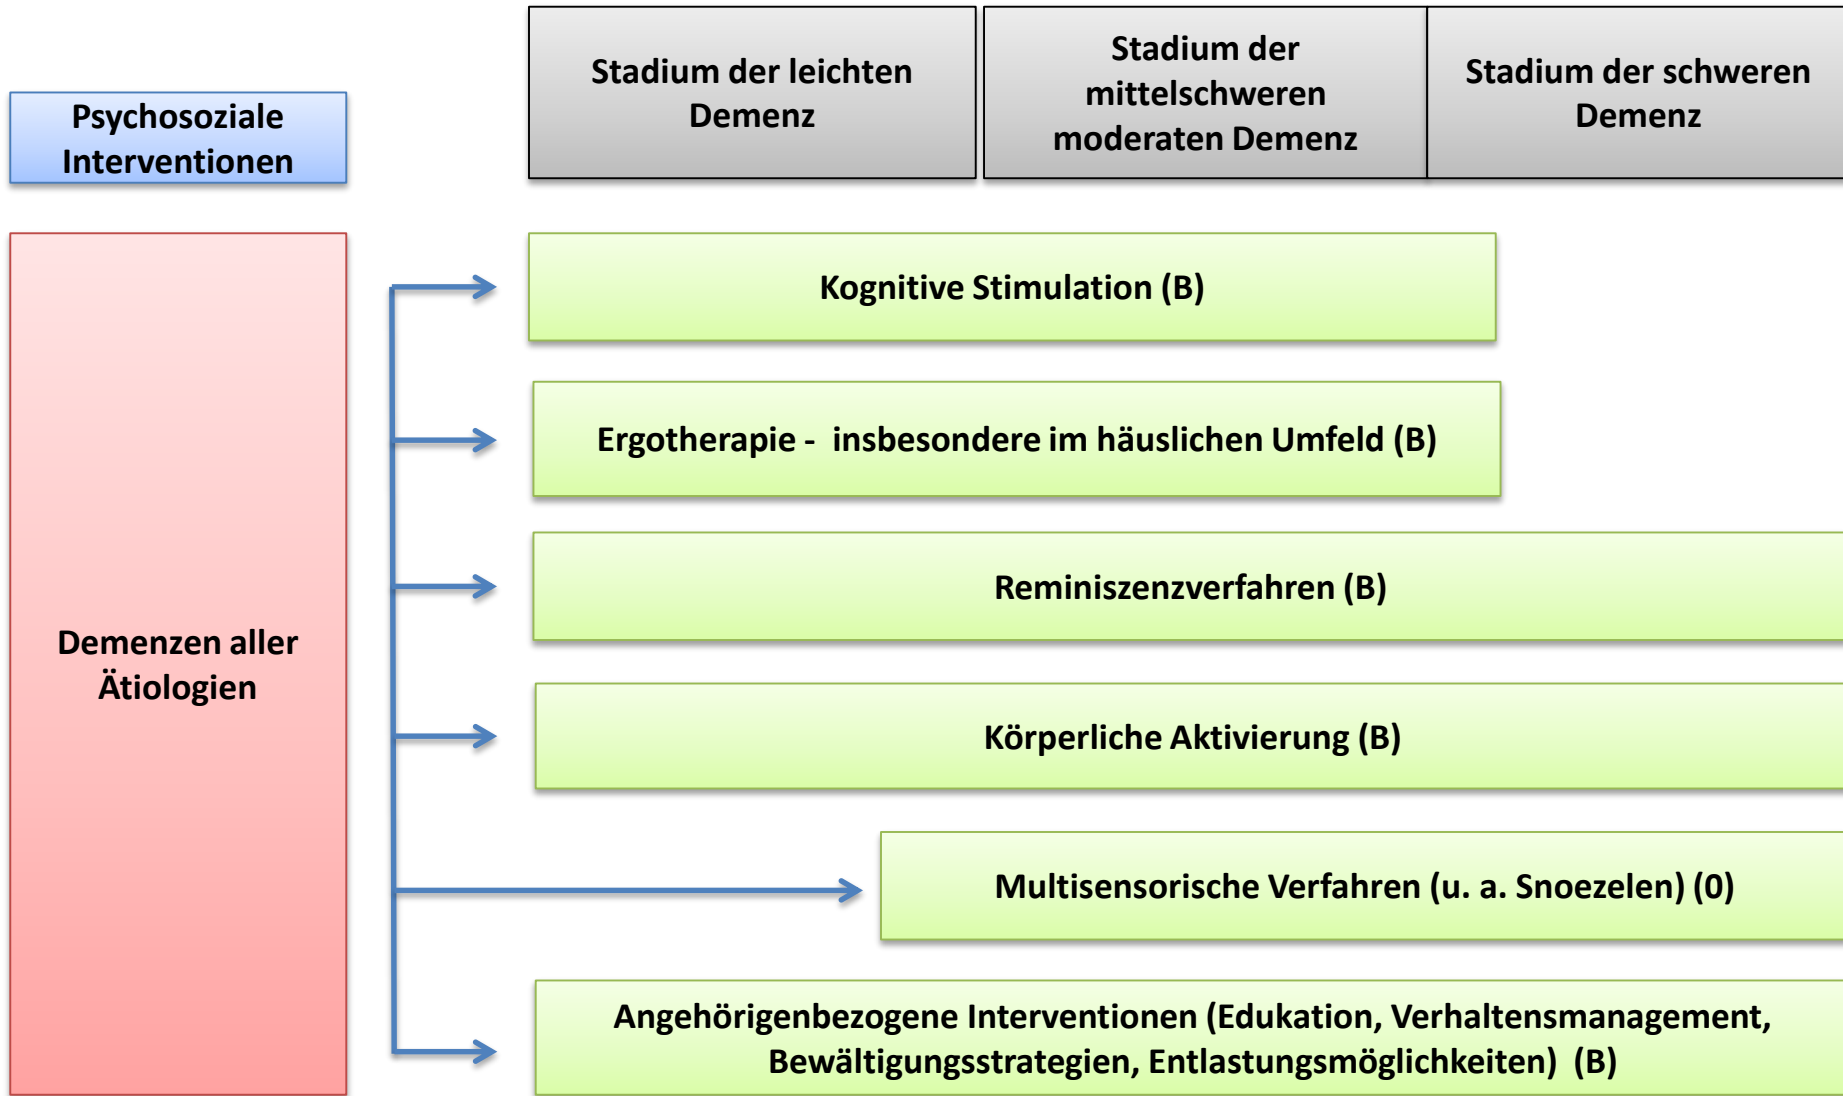 Psychosoziale
Interventionen
Stadium der leichten
Demenz
Stadium der
mittelschweren
moderaten Demenz
Stadium der schweren
Demenz
Demenzen aller
Ätiologien
Kognitive Stimulation (B)
Ergotherapie - insbesondere im häuslichen Umfeld (B)
Reminiszenzverfahren (B)
Körperliche Aktivierung (B)
Multisensorische Verfahren (u. a. Snoezelen) (0)
Angehörigenbezogene Interventionen (Edukation, Verhaltensmanagement,
Bewältigungsstrategien, Entlastungsmöglichkeiten) (B)